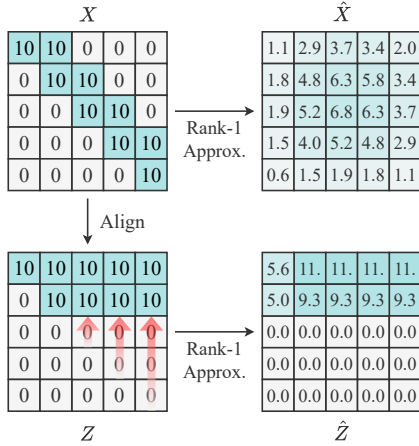 X
X̂
10 10 0 0 0
0 10 10 0 0
0 0 10 10 0
0 0 0 10 10
0 0 0 0 10
Rank-1
Approx.
1.1 2.9 3.7 3.4 2.0
1.8 4.8 6.3 5.8 3.4
1.9 5.2 6.8 6.3 3.7
1.5 4.0 5.2 4.8 2.9
0.6 1.5 1.9 1.8 1.1
Align
10 10 10 10 10
0 10 10 10 10
0 0 0 0 0
0 0 0 0 0
0 0 0 0 0
Rank-1
Approx.
5.6 11. 11. 11. 11.
5.0 9.3 9.3 9.3 9.3
0.0 0.0 0.0 0.0 0.0
0.0 0.0 0.0 0.0 0.0
0.0 0.0 0.0 0.0 0.0
Z
Ẑ